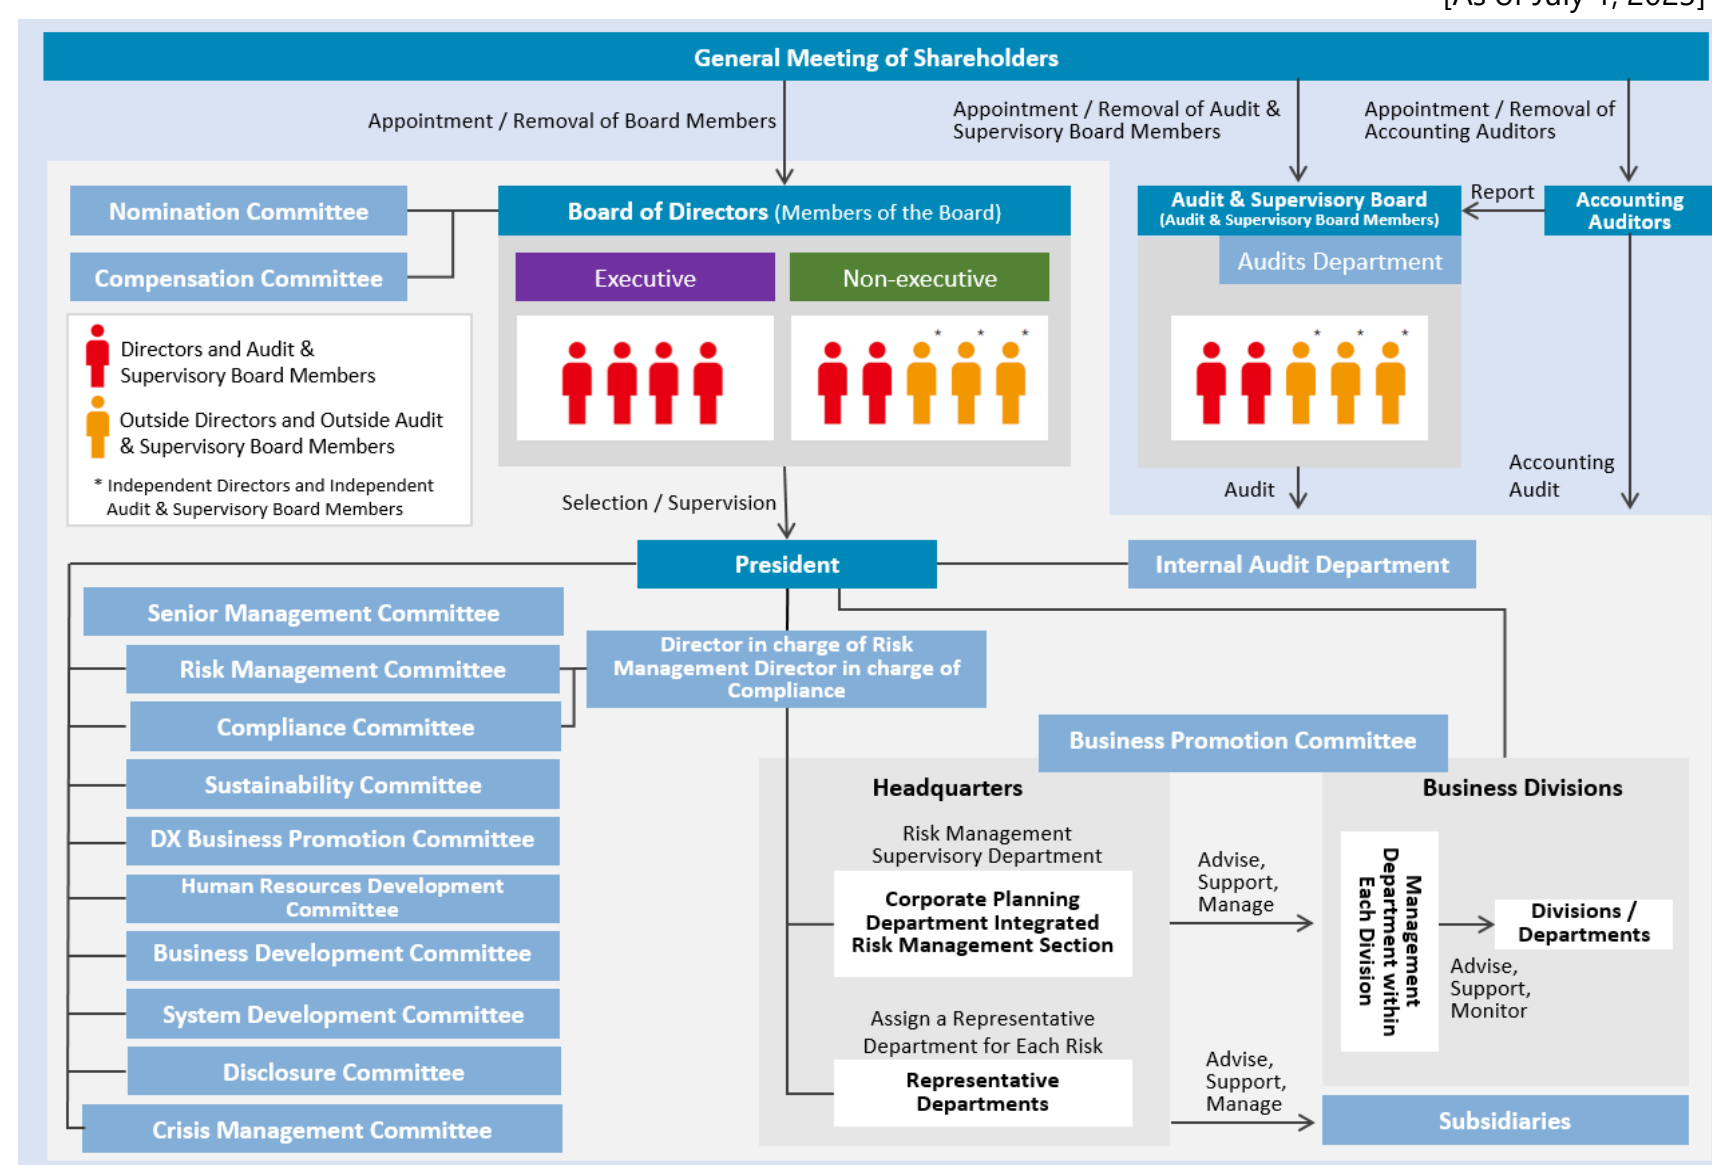 [As of July 1, 2025]
General Meeting of Shareholders
Appointment / Removal of Board Members
Appointment / Removal of Audit &
Supervisory Board Members
Appointment / Removal of
Accounting Auditors
Nomination Committee
Compensation Committee
Board of Directors (Members of the Board)
Executive
Non-executive
* * *
Audit & Supervisory Board
(Audit & Supervisory Board Members)
Audits Department
* * *
Report
Accounting
Auditors
Directors and Audit &
Supervisory Board Members
Outside Directors and Outside Audit
& Supervisory Board Members
* Independent Directors and Independent
Audit & Supervisory Board Members
Selection / Supervision
Audit
Accounting
Audit
President
Internal Audit Department
Senior Management Committee
Risk Management Committee
Compliance Committee
Sustainability Committee
DX Business Promotion Committee
Human Resources Development
Committee
Business Development Committee
System Development Committee
Disclosure Committee
Crisis Management Committee
Director in charge of Risk
Management Director in charge of
Compliance
Business Promotion Committee
Headquarters
Risk Management
Supervisory Department
Corporate Planning
Department Integrated
Risk Management Section
Assign a Representative
Department for Each Risk
Representative
Departments
Advise,
Support,
Manage
Advise,
Support,
Manage
Business Divisions
Management
Department within
Each Division
Divisions /
Departments
Advise,
Support,
Monitor
Subsidiaries